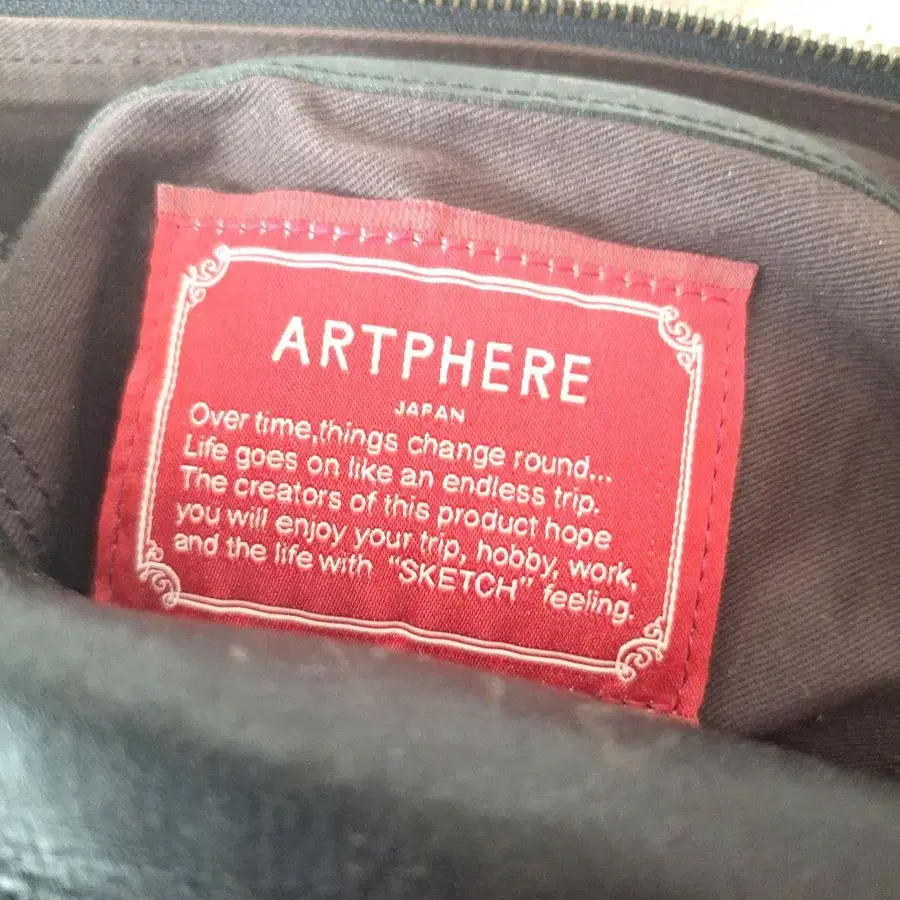 ARTPHERE
JAPAN
Over time,things change round...
Life goes on like an endless trip.
The creators of this product hope
you will enjoy your trip, hobby, work,
and the life with "SKETCH" feeling.